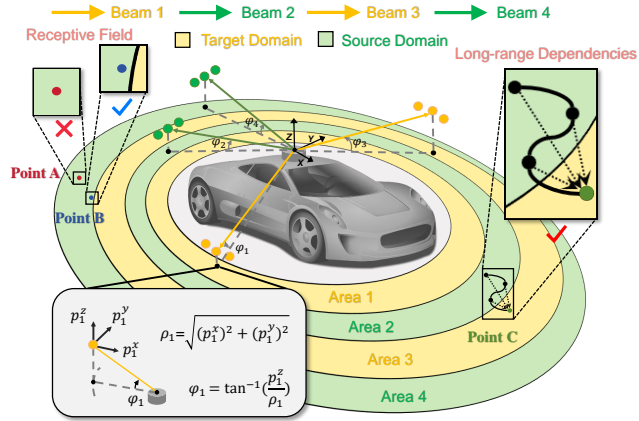 Beam 1 Beam 2 Beam 3 Beam 4
Receptive Field
Target Domain Source Domain
Long-range Dependencies
φ₄
φ₂
φ₃
Z
Y
X
Point A
Point B
φ₁
Area 1
Area 2
Area 3
Area 4
Point C
p₁ᶻ p₁ʸ
p₁ˣ
φ₁
ρ₁=√((p₁ˣ)² + (p₁ʸ)²)
φ₁ = tan⁻¹(p₁ᶻ/ρ₁)